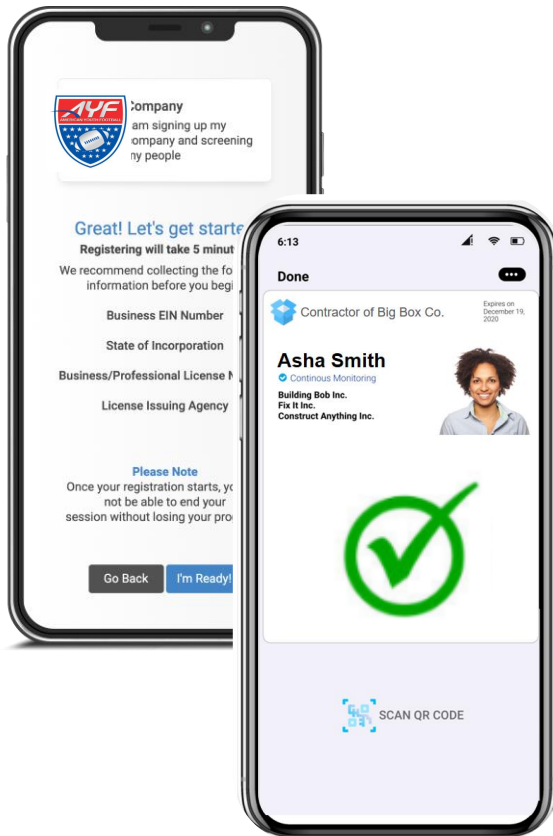 AYF
AMERICAN YOUTH FOOTBALL
Company
am signing up my
company and screening
my people
Great! Let's get starte
Registering will take 5 minut
We recommend collecting the fo
information before you begi
Business EIN Number
State of Incorporation
Business/Professional License N
License Issuing Agency
Please Note
Once your registration starts, yo
not be able to end your
session without losing your pro
Go Back
I'm Ready!
6:13
Done
Contractor of Big Box Co.
Expires on
December 19,
2020
Asha Smith
Continous Monitoring
Building Bob Inc.
Fix It Inc.
Construct Anything Inc.
SCAN QR CODE